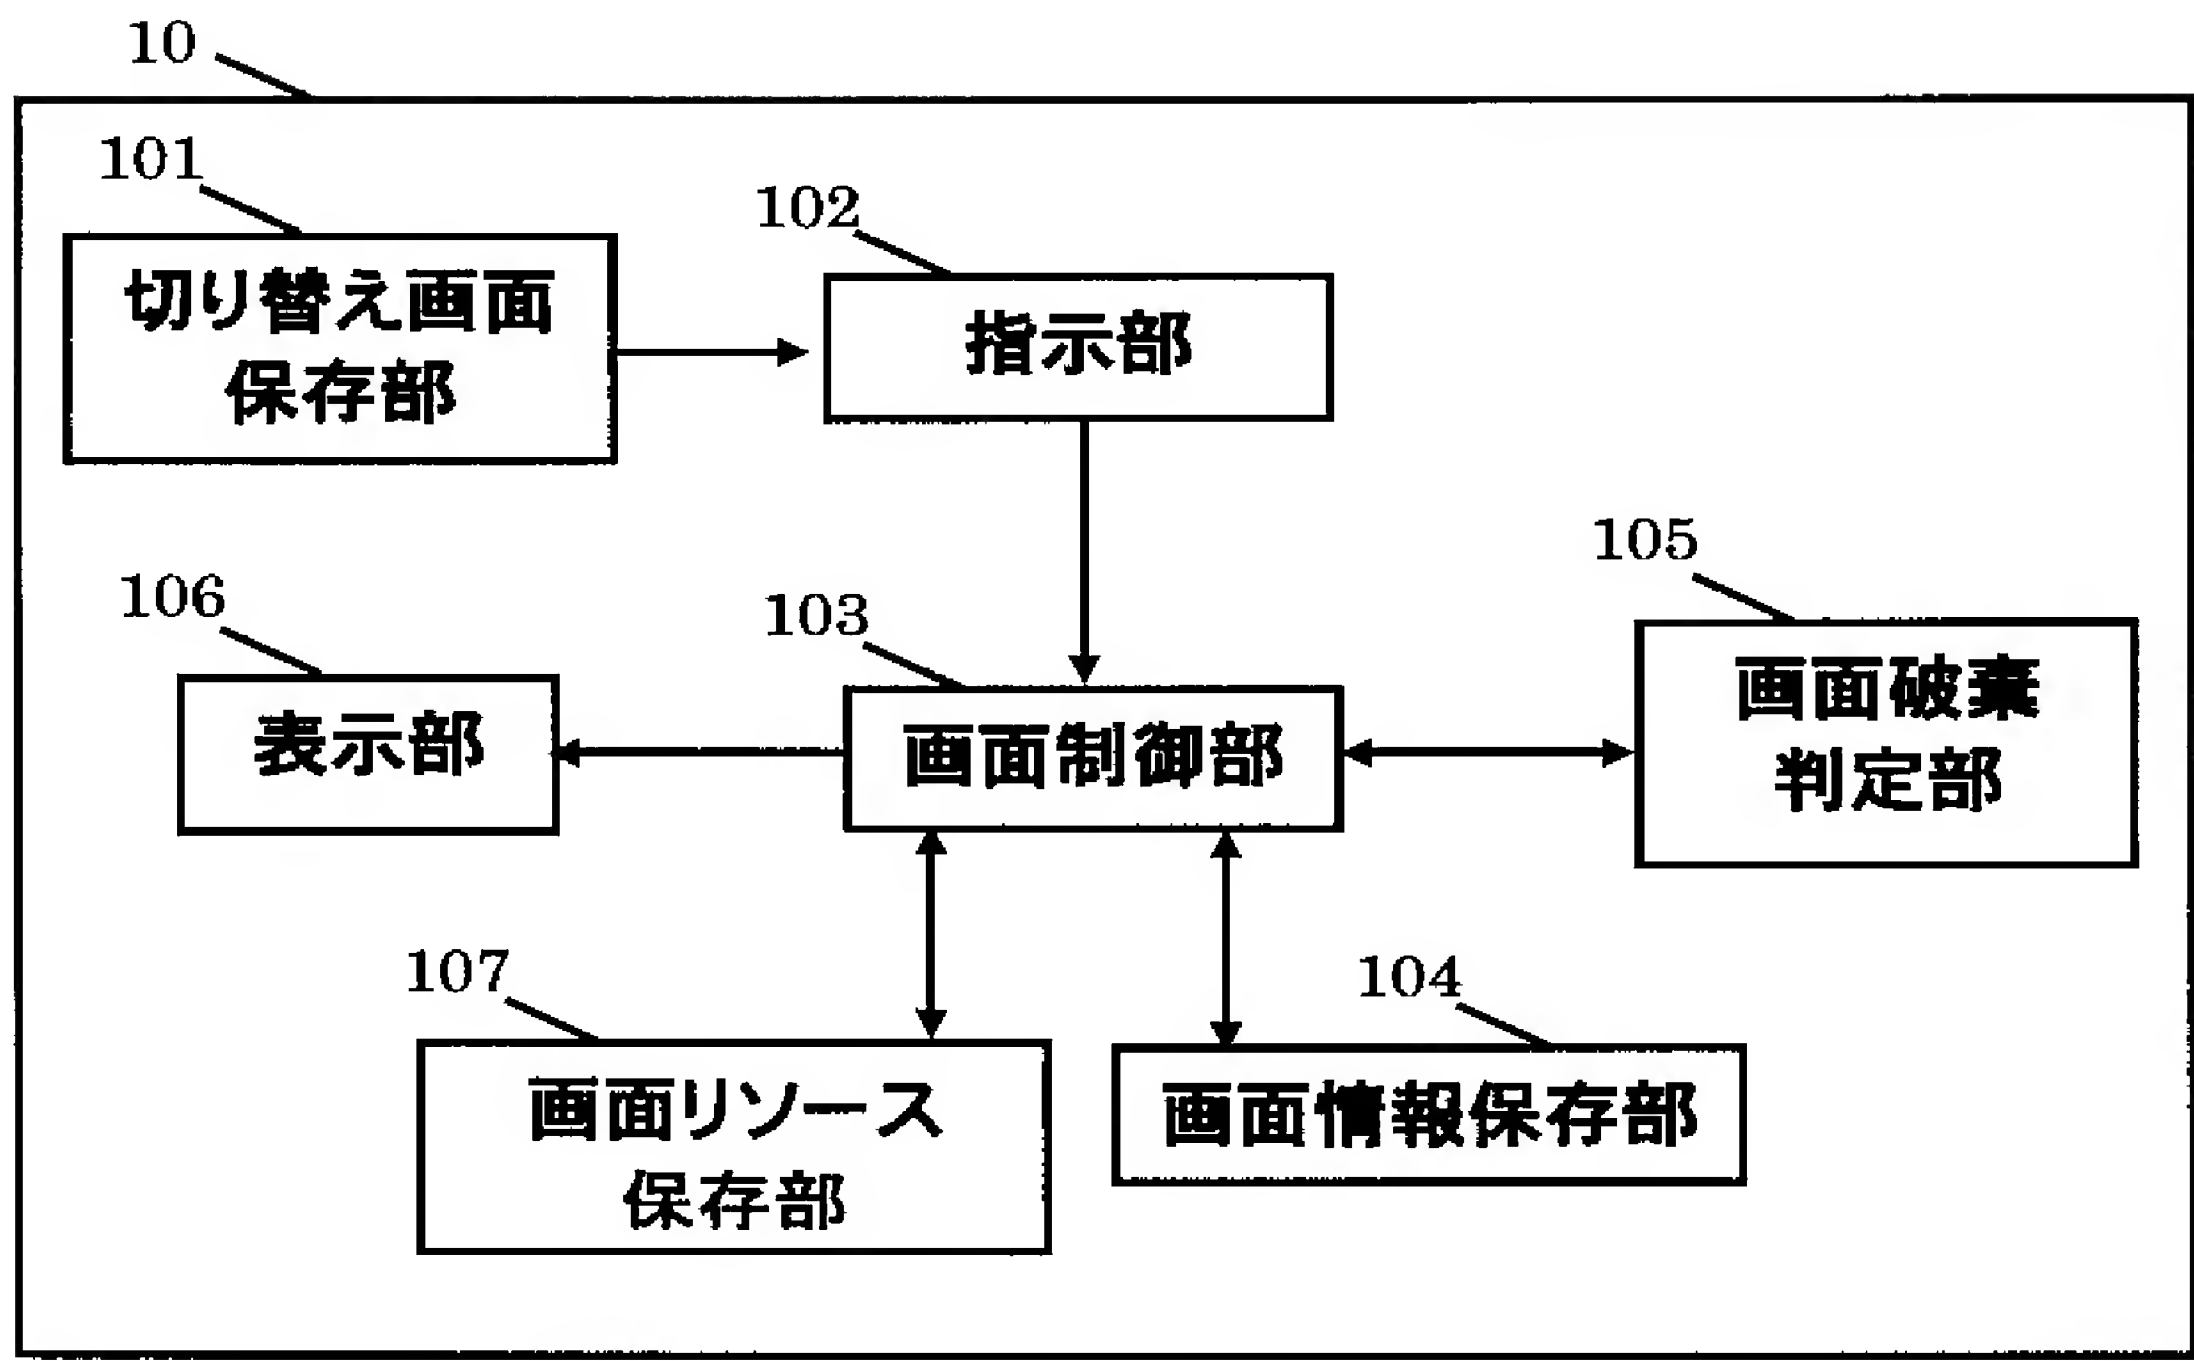 10
101
切り替え画面
保存部
102
指示部
105
画面破棄
判定部
106
表示部
103
画面制御部
107
画面リソース
保存部
104
画面情報保存部